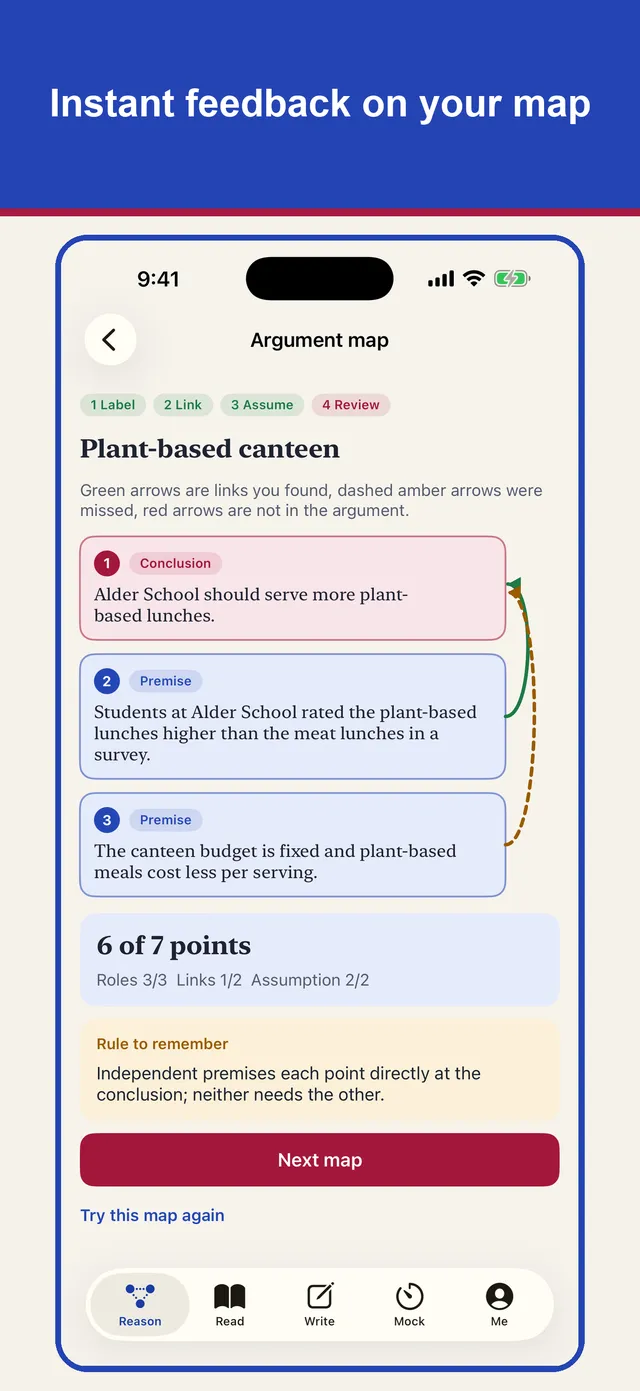 Instant feedback on your map
9:41
Argument map
1 Label 2 Link 3 Assume 4 Review
Plant-based canteen
Green arrows are links you found, dashed amber arrows were
missed, red arrows are not in the argument.
1 Conclusion
Alder School should serve more plant-
based lunches.
2 Premise
Students at Alder School rated the plant-based
lunches higher than the meat lunches in a
survey.
3 Premise
The canteen budget is fixed and plant-based
meals cost less per serving.
6 of 7 points
Roles 3/3 Links 1/2 Assumption 2/2
Rule to remember
Independent premises each point directly at the
conclusion; neither needs the other.
Next map
Try this map again
Reason Read Write Mock Me